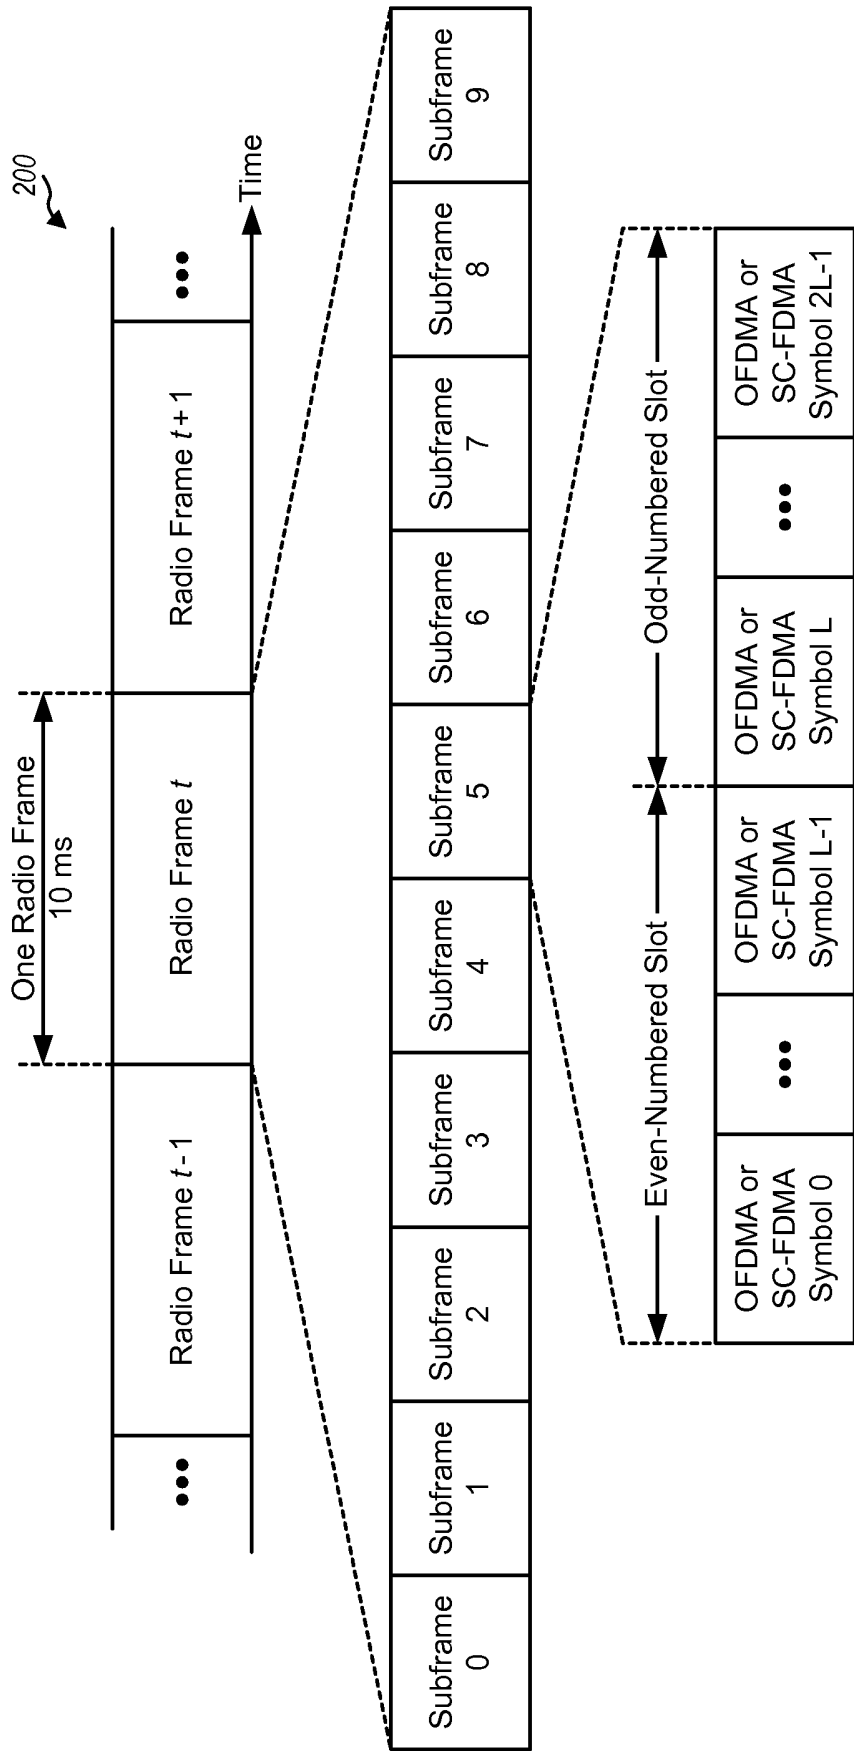 200
One Radio Frame
10 ms
•••
Radio Frame t-1
Radio Frame t
Radio Frame t+1
•••
Time
Subframe
0
Subframe
1
Subframe
2
Subframe
3
Subframe
4
Subframe
5
Subframe
6
Subframe
7
Subframe
8
Subframe
9
Even-Numbered Slot
Odd-Numbered Slot
OFDMA or
SC-FDMA
Symbol 0
•••
OFDMA or
SC-FDMA
Symbol L-1
OFDMA or
SC-FDMA
Symbol L
•••
OFDMA or
SC-FDMA
Symbol 2L-1